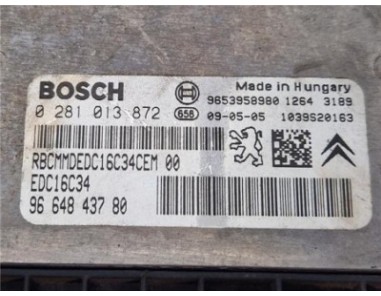 BOSCH
Made in Hungary
0 281 013 872
656
9653958980 1264 3189
09-05-05 1039S20163
RBCMMDEDC16C34CEM 00
EDC16C34
96 648 437 80